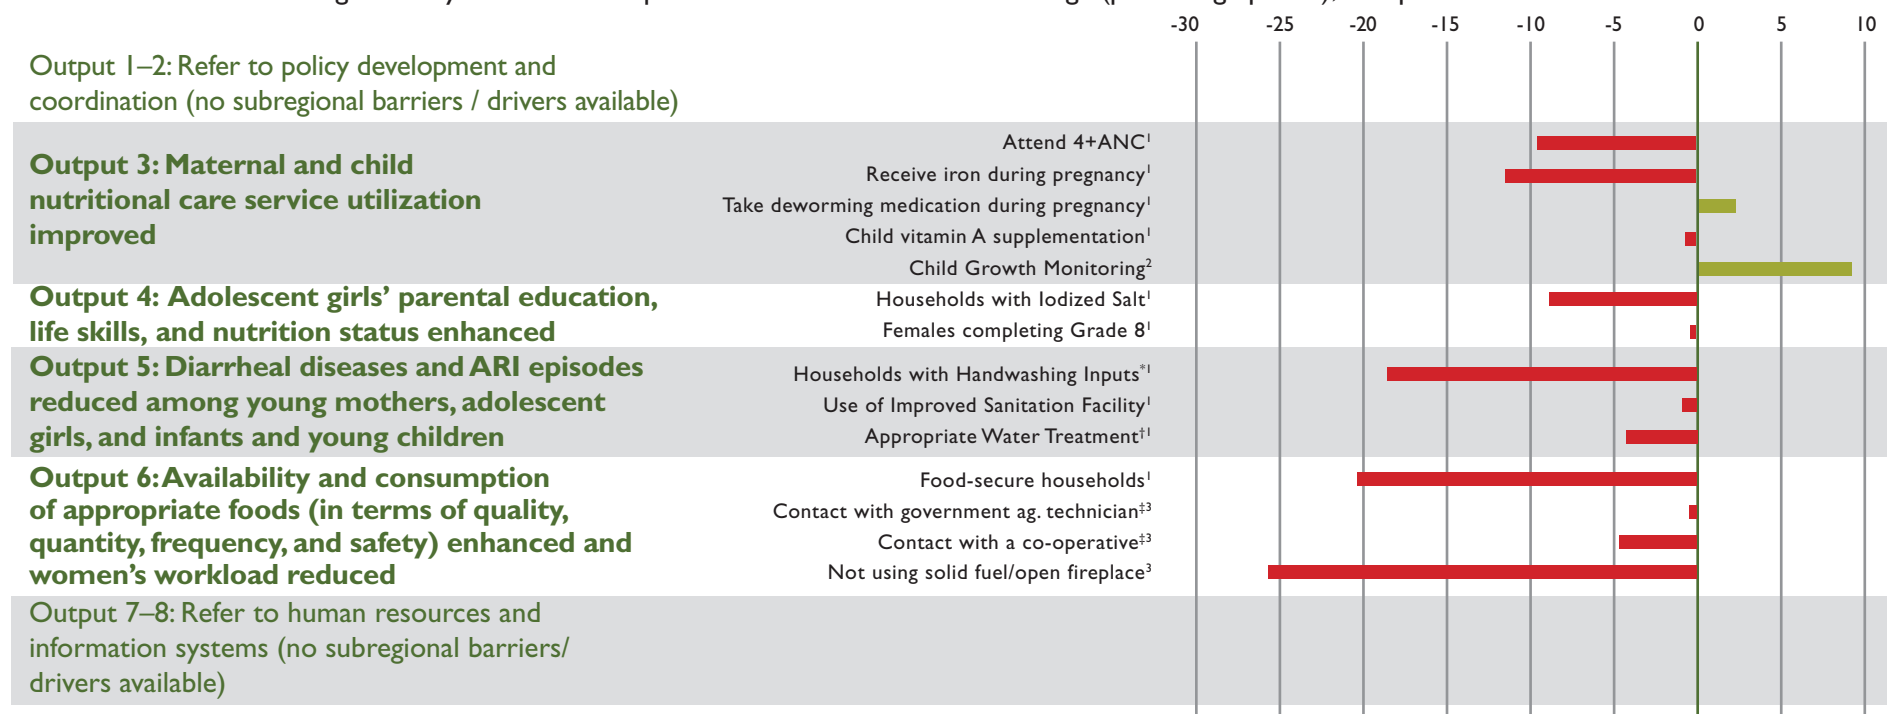 -30 -25 -20 -15 -10 -5 0 5 10
Output 1–2: Refer to policy development and
coordination (no subregional barriers / drivers available)
Output 3: Maternal and child
nutritional care service utilization
improved
Attend 4+ANC¹
Receive iron during pregnancy¹
Take deworming medication during pregnancy¹
Child vitamin A supplementation¹
Child Growth Monitoring²
Output 4: Adolescent girls’ parental education,
life skills, and nutrition status enhanced
Households with Iodized Salt¹
Females completing Grade 8¹
Output 5: Diarrheal diseases and ARI episodes
reduced among young mothers, adolescent
girls, and infants and young children
Households with Handwashing Inputs*¹
Use of Improved Sanitation Facility¹
Appropriate Water Treatment†¹
Output 6: Availability and consumption
of appropriate foods (in terms of quality,
quantity, frequency, and safety) enhanced and
women’s workload reduced
Food-secure households¹
Contact with government ag. technician‡³
Contact with a co-operative‡³
Not using solid fuel/open fireplace³
Output 7–8: Refer to human resources and
information systems (no subregional barriers/
drivers available)